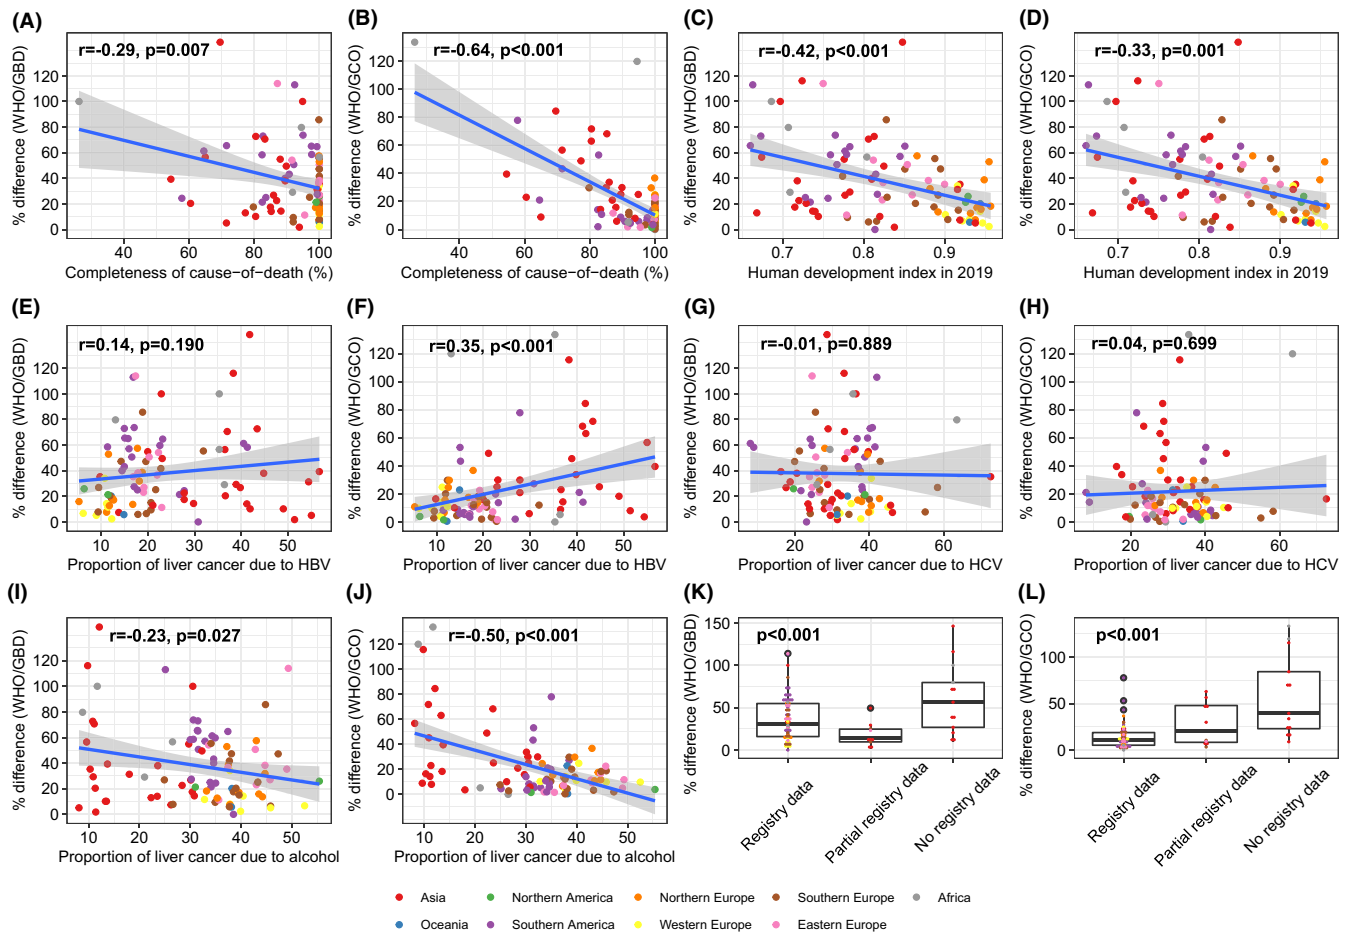 (A)
r=-0.29, p=0.007
% difference (WHO/GBD)
120
100
80
60
40
20
0
40 60 80 100
Completeness of cause-of-death (%)
(B)
r=-0.64, p<0.001
% difference (WHO/GCO)
120
100
80
60
40
20
0
40 60 80 100
Completeness of cause-of-death (%)
(C)
r=-0.42, p<0.001
% difference (WHO/GBD)
120
100
80
60
40
20
0
0.7 0.8 0.9
Human development index in 2019
(D)
r=-0.33, p=0.001
% difference (WHO/GCO)
120
100
80
60
40
20
0
0.7 0.8 0.9
Human development index in 2019
(E)
r=0.14, p=0.190
% difference (WHO/GBD)
120
100
80
60
40
20
0
10 20 30 40 50
Proportion of liver cancer due to HBV
(F)
r=0.35, p<0.001
% difference (WHO/GCO)
120
100
80
60
40
20
0
10 20 30 40 50
Proportion of liver cancer due to HBV
(G)
r=-0.01, p=0.889
% difference (WHO/GBD)
120
100
80
60
40
20
0
20 40 60
Proportion of liver cancer due to HCV
(H)
r=0.04, p=0.699
% difference (WHO/GCO)
120
100
80
60
40
20
0
20 40 60
Proportion of liver cancer due to HCV
(I)
r=-0.23, p=0.027
% difference (WHO/GBD)
120
100
80
60
40
20
0
10 20 30 40 50
Proportion of liver cancer due to alcohol
(J)
r=-0.50, p<0.001
% difference (WHO/GCO)
120
100
80
60
40
20
0
10 20 30 40 50
Proportion of liver cancer due to alcohol
(K)
p<0.001
% difference (WHO/GBD)
150
100
50
0
Registry data
Partial registry data
No registry data
(L)
p<0.001
% difference (WHO/GCO)
100
50
0
Registry data
Partial registry data
No registry data
Asia Northern America Northern Europe Southern Europe Africa
Oceania Southern America Western Europe Eastern Europe